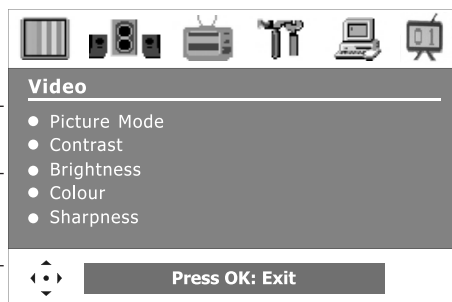 01
Video
Picture Mode
Contrast
Brightness
Colour
Sharpness
Press OK: Exit